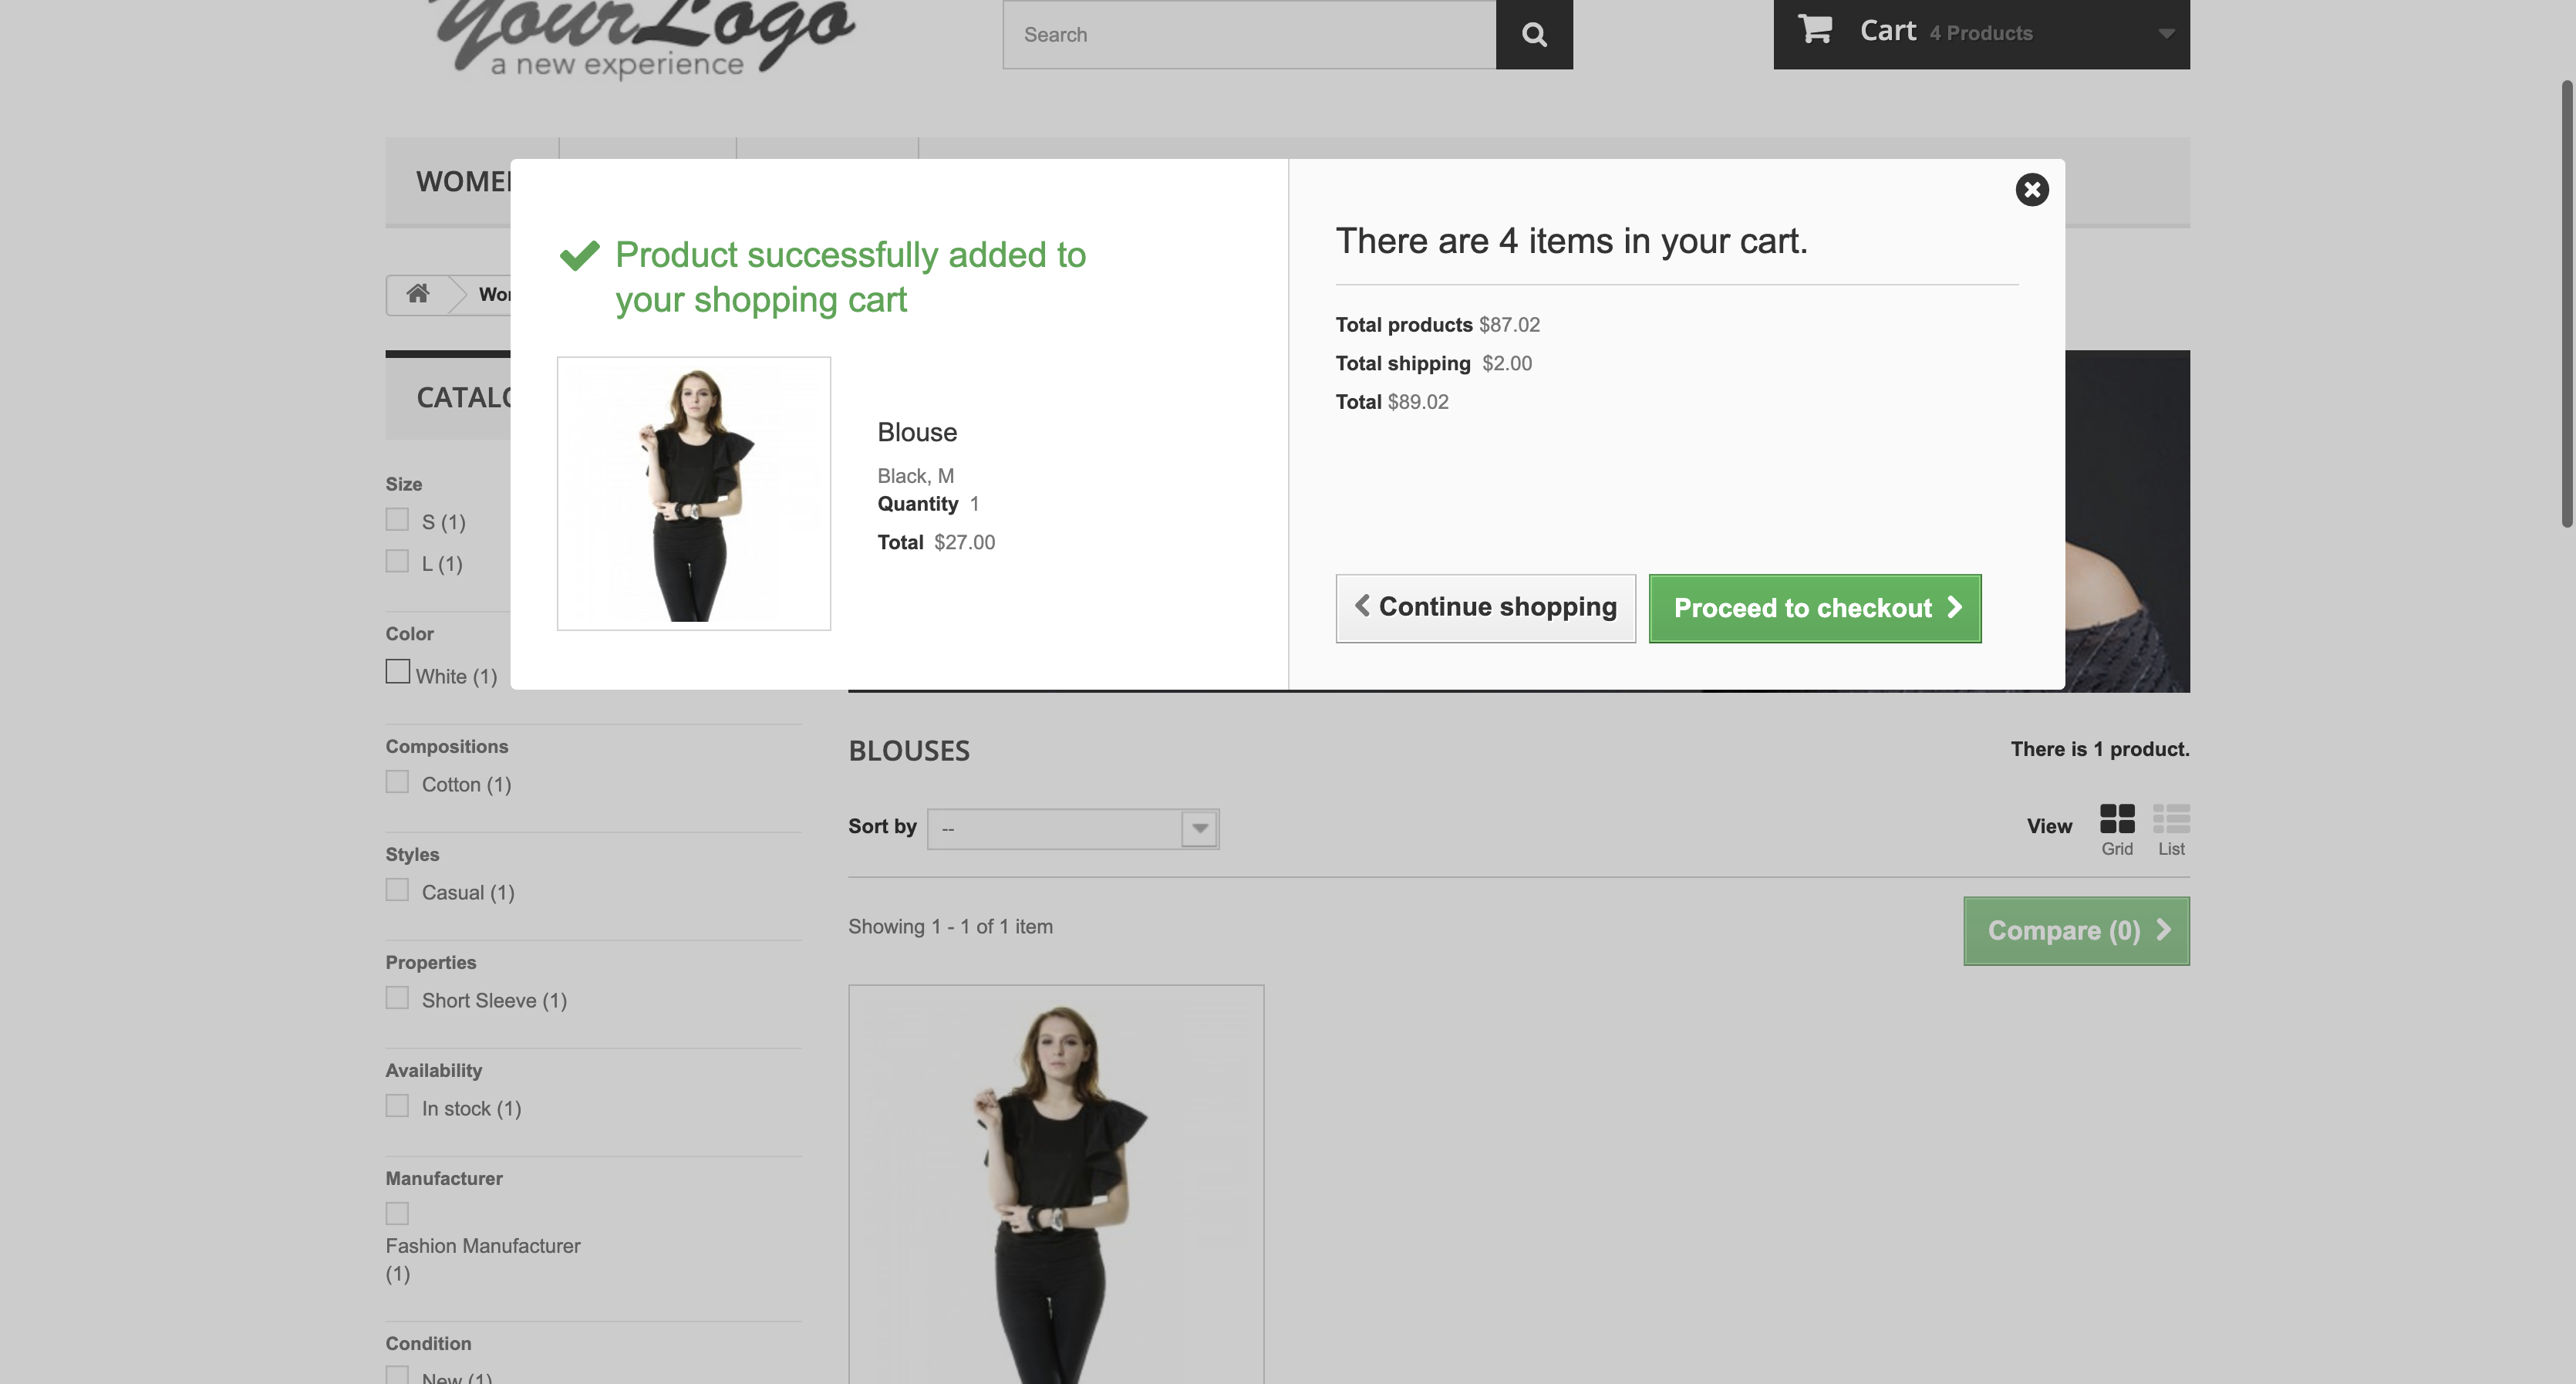 YourLogo
a new experience
Search
Cart 4 Products
Product successfully added to
your shopping cart
Blouse
Black, M
Quantity 1
Total $27.00
There are 4 items in your cart.
Total products $87.02
Total shipping $2.00
Total $89.02
Continue shopping
Proceed to checkout
Size
S (1)
L (1)
Color
White (1)
Compositions
Cotton (1)
Styles
Casual (1)
Properties
Short Sleeve (1)
Availability
In stock (1)
Manufacturer
Fashion Manufacturer
(1)
Condition
New (1)
BLOUSES
There is 1 product.
Sort by --
View
Grid
List
Showing 1 - 1 of 1 item
Compare (0)